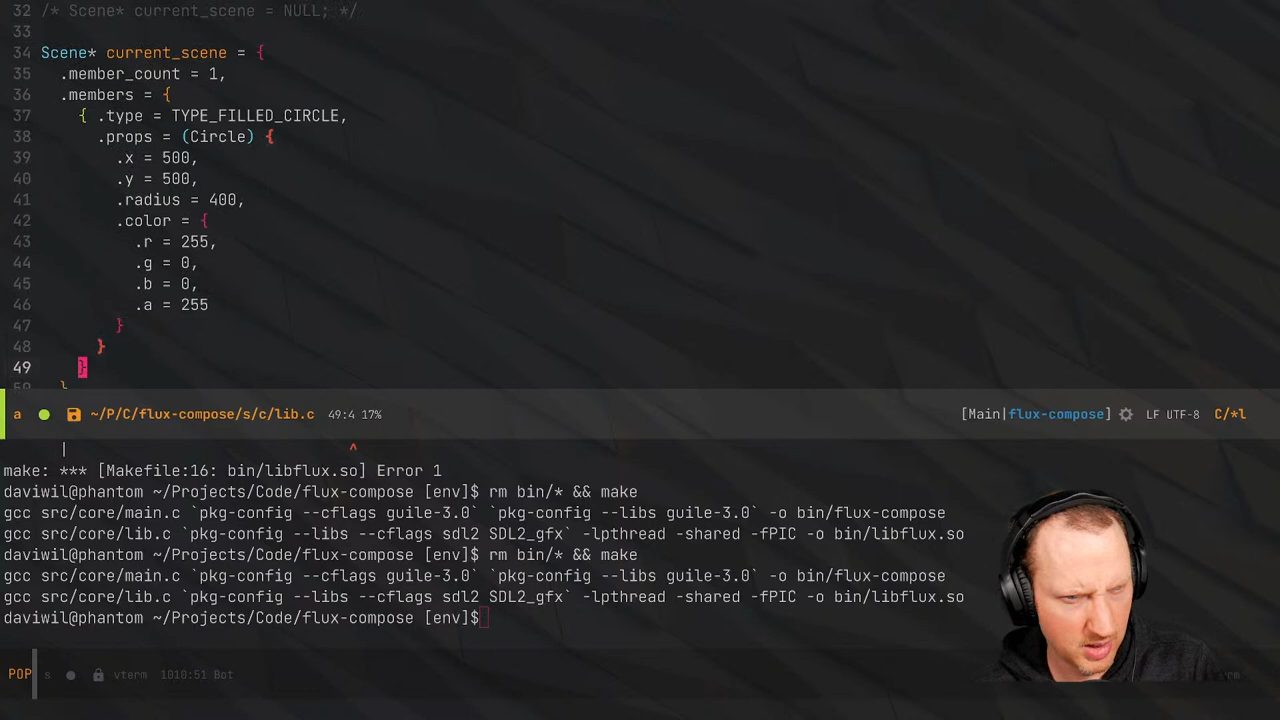 32 /* Scene* current_scene = NULL; */
33
34 Scene* current_scene = {
35 .member_count = 1,
36 .members = {
37 { .type = TYPE_FILLED_CIRCLE,
38 .props = (Circle) {
39 .x = 500,
40 .y = 500,
41 .radius = 400,
42 .color = {
43 .r = 255,
44 .g = 0,
45 .b = 0,
46 .a = 255
47 }
48 }
49 }
}
a ~/P/C/flux-compose/s/c/lib.c 49:4 17% [Main|flux-compose] LF UTF-8 C/*l
| ^
make: *** [Makefile:16: bin/libflux.so] Error 1
daviwil@phantom ~/Projects/Code/flux-compose [env]$ rm bin/* && make
gcc src/core/main.c `pkg-config --cflags guile-3.0` `pkg-config --libs guile-3.0` -o bin/flux-compose
gcc src/core/lib.c `pkg-config --libs --cflags sdl2 SDL2_gfx` -lpthread -shared -fPIC -o bin/libflux.so
daviwil@phantom ~/Projects/Code/flux-compose [env]$ rm bin/* && make
gcc src/core/main.c `pkg-config --cflags guile-3.0` `pkg-config --libs guile-3.0` -o bin/flux-compose
gcc src/core/lib.c `pkg-config --libs --cflags sdl2 SDL2_gfx` -lpthread -shared -fPIC -o bin/libflux.so
daviwil@phantom ~/Projects/Code/flux-compose [env]$
POP s vterm 1010:51 Bot